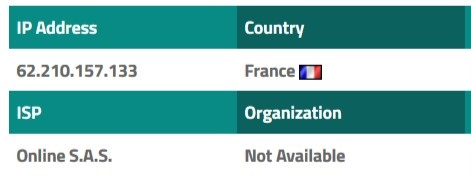 IP Address Country
62.210.157.133 France
ISP Organization
Online S.A.S. Not Available